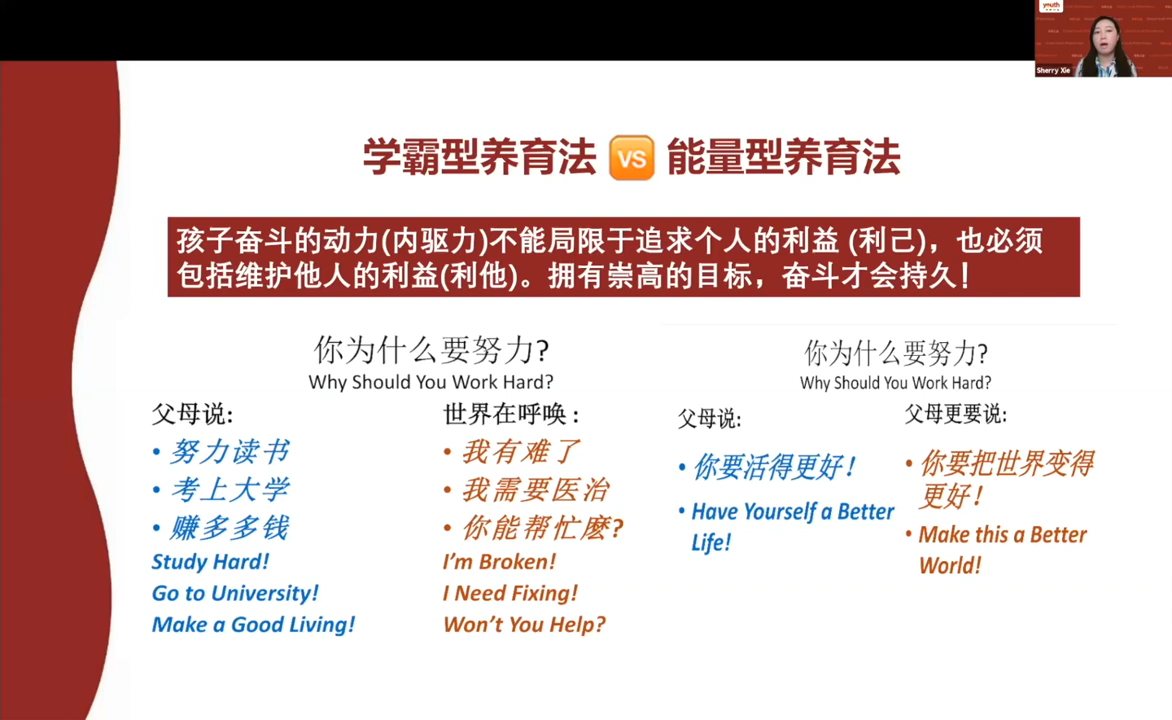 youth
Sherry Xie
学霸型养育法 VS 能量型养育法
孩子奋斗的动力(内驱力)不能局限于追求个人的利益 (利己)，也必须
包括维护他人的利益(利他)。拥有崇高的目标，奋斗才会持久！
你为什么要努力?
Why Should You Work Hard?
父母说:
• 努力读书
• 考上大学
• 赚多多钱
Study Hard!
Go to University!
Make a Good Living!
世界在呼唤 :
• 我有难了
• 我需要医治
• 你能帮忙麼?
I'm Broken!
I Need Fixing!
Won't You Help?
你为什么要努力?
Why Should You Work Hard?
父母说:
• 你要活得更好！
• Have Yourself a Better
Life!
父母更要说:
• 你要把世界变得
更好！
• Make this a Better
World!